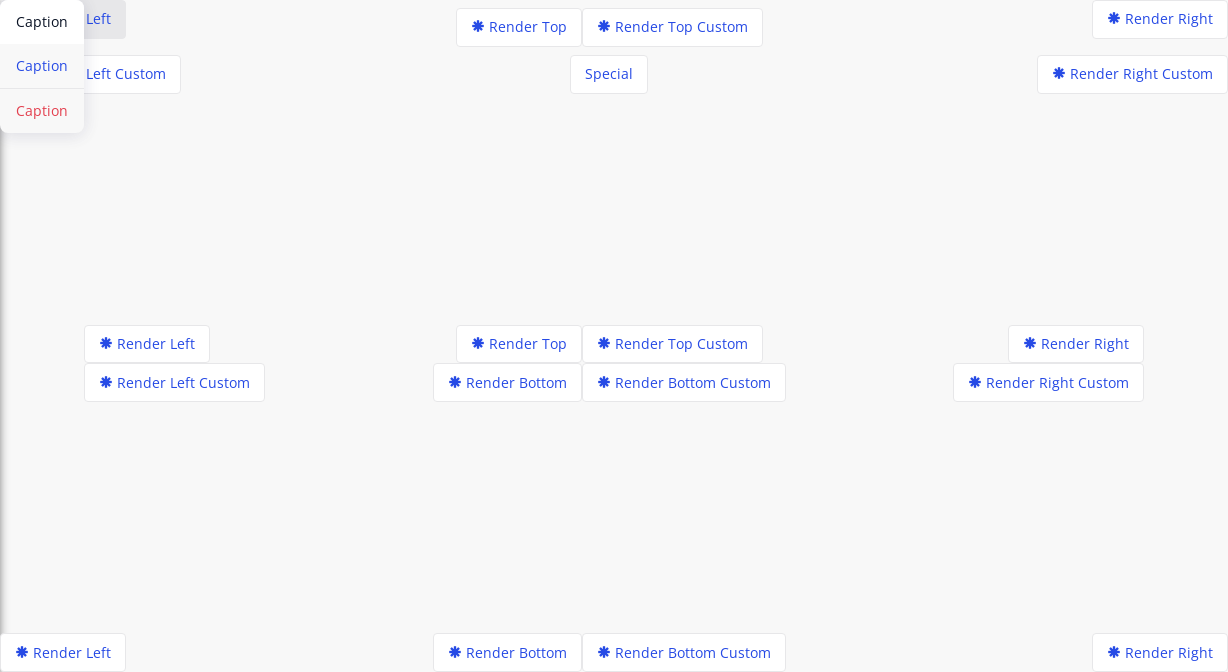 Caption
Left
Render Top
Render Top Custom
Render Right
Caption
Left Custom
Special
Render Right Custom
Caption
Render Left
Render Top
Render Top Custom
Render Right
Render Left Custom
Render Bottom
Render Bottom Custom
Render Right Custom
Render Left
Render Bottom
Render Bottom Custom
Render Right